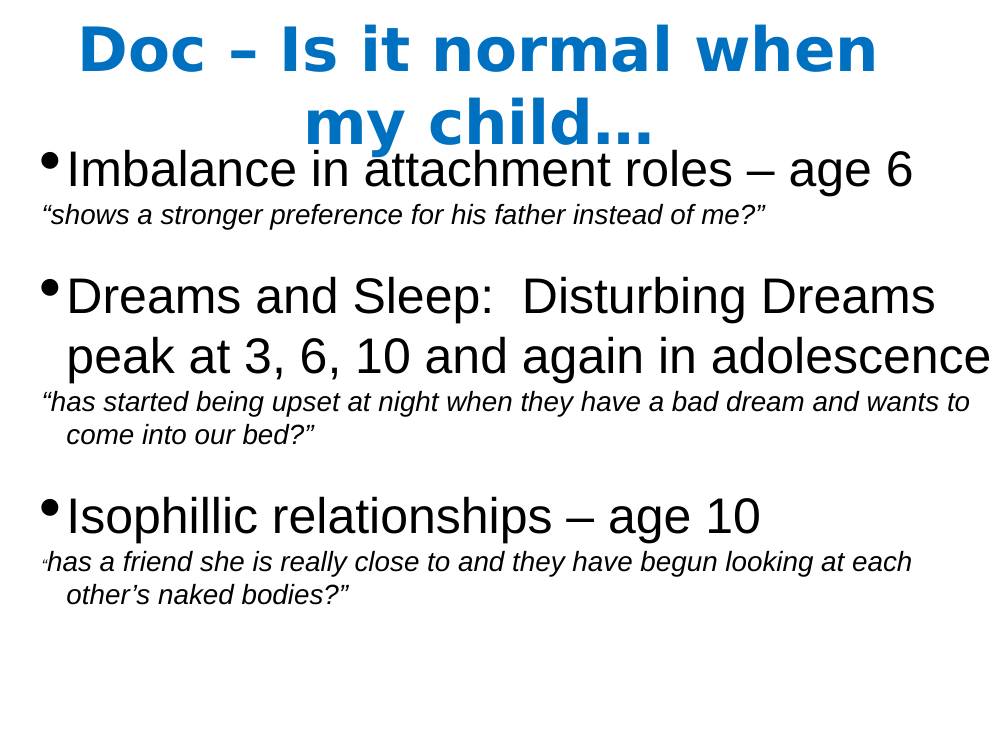 Doc – Is it normal when
my child…
•Imbalance in attachment roles – age 6
“shows a stronger preference for his father instead of me?”
•Dreams and Sleep:  Disturbing Dreams
peak at 3, 6, 10 and again in adolescence
“has started being upset at night when they have a bad dream and wants to
come into our bed?”
•Isophillic relationships – age 10
“has a friend she is really close to and they have begun looking at each
other’s naked bodies?”